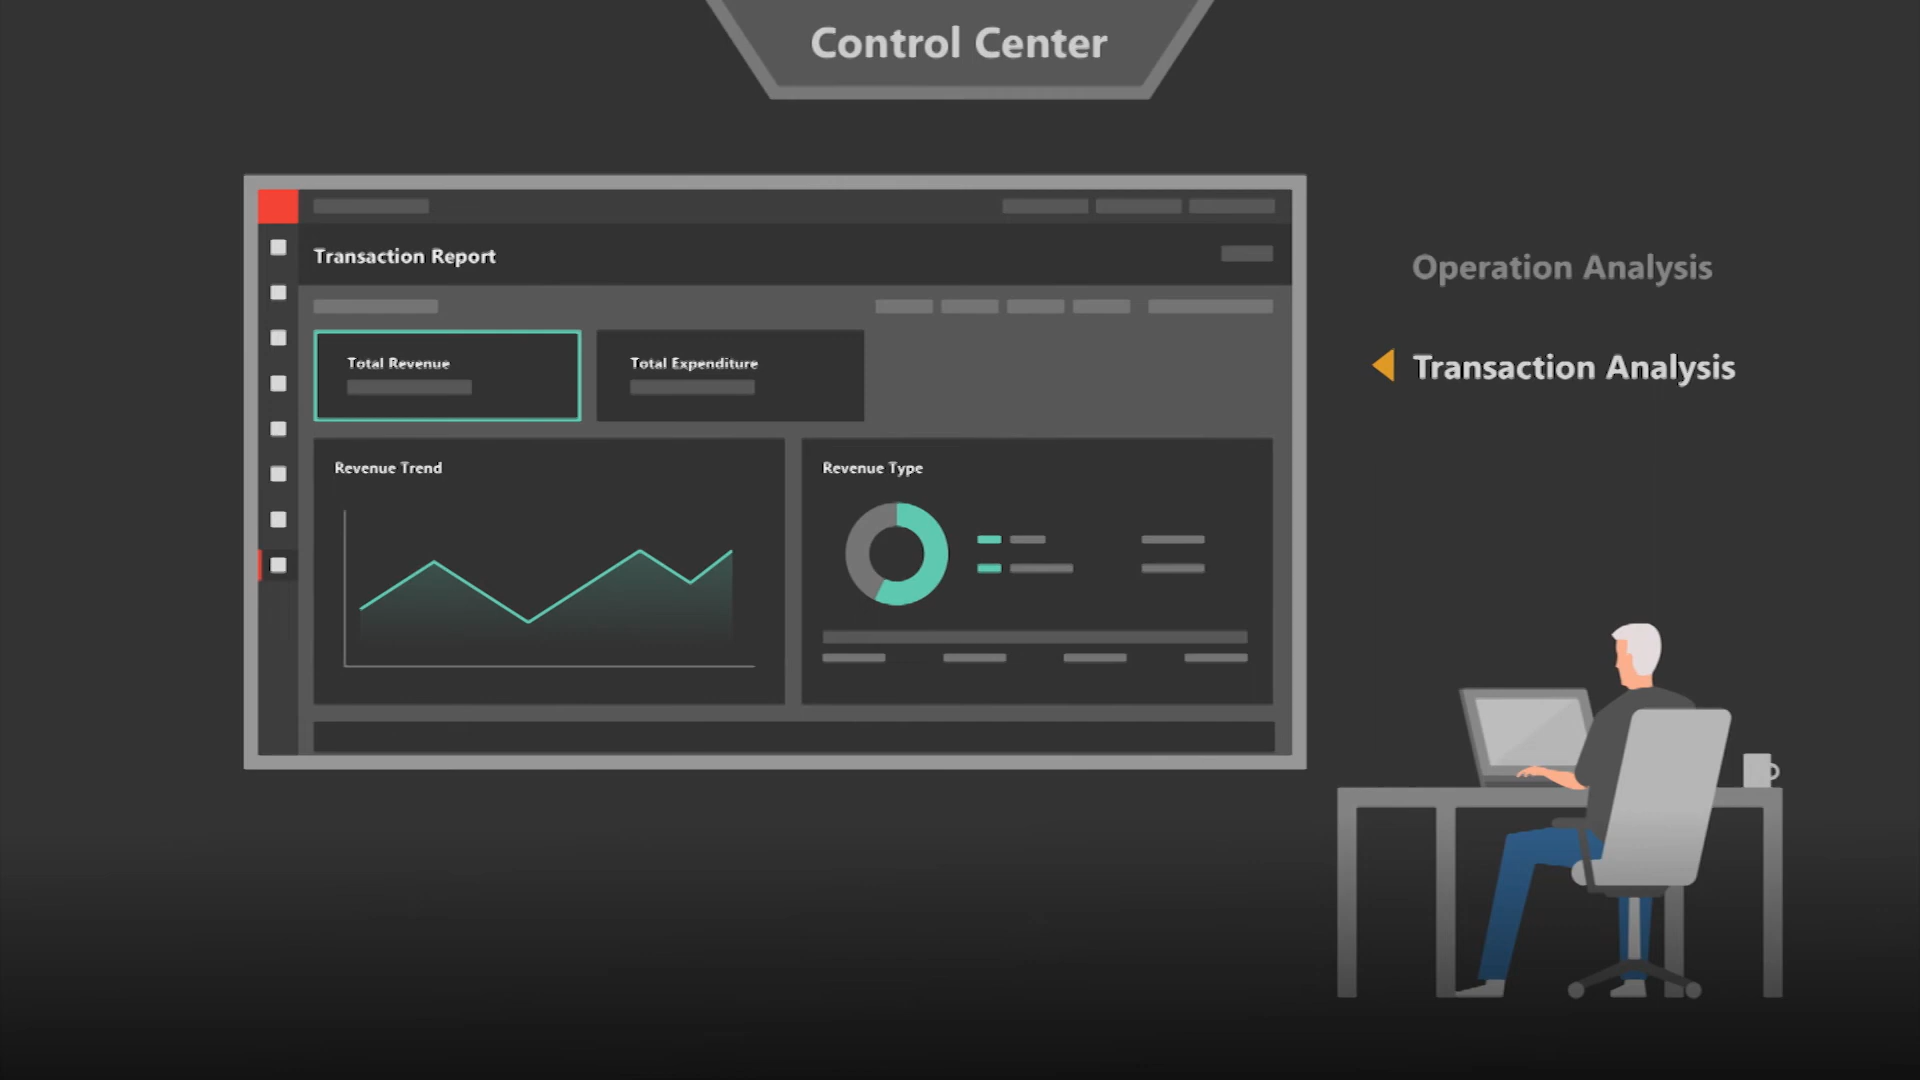 Control Center
Transaction Report
Operation Analysis
Transaction Analysis
Total Revenue
Total Expenditure
Revenue Trend
Revenue Type